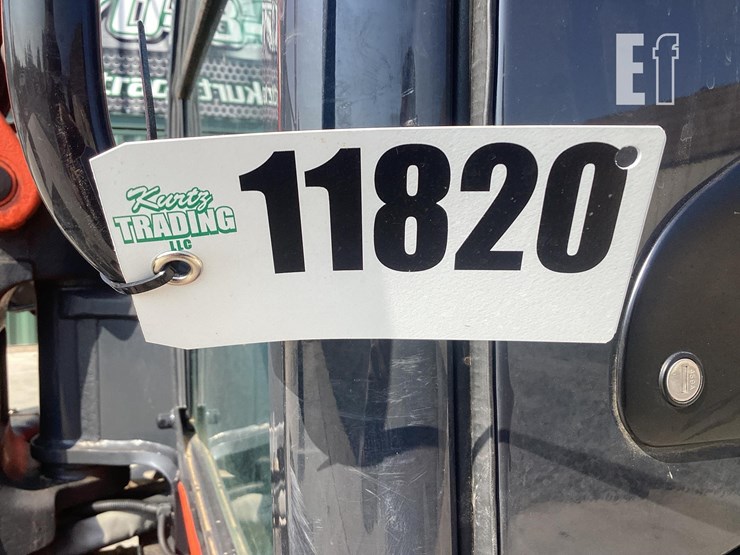 Ef
Kurtz
TRADING
LLC
11820